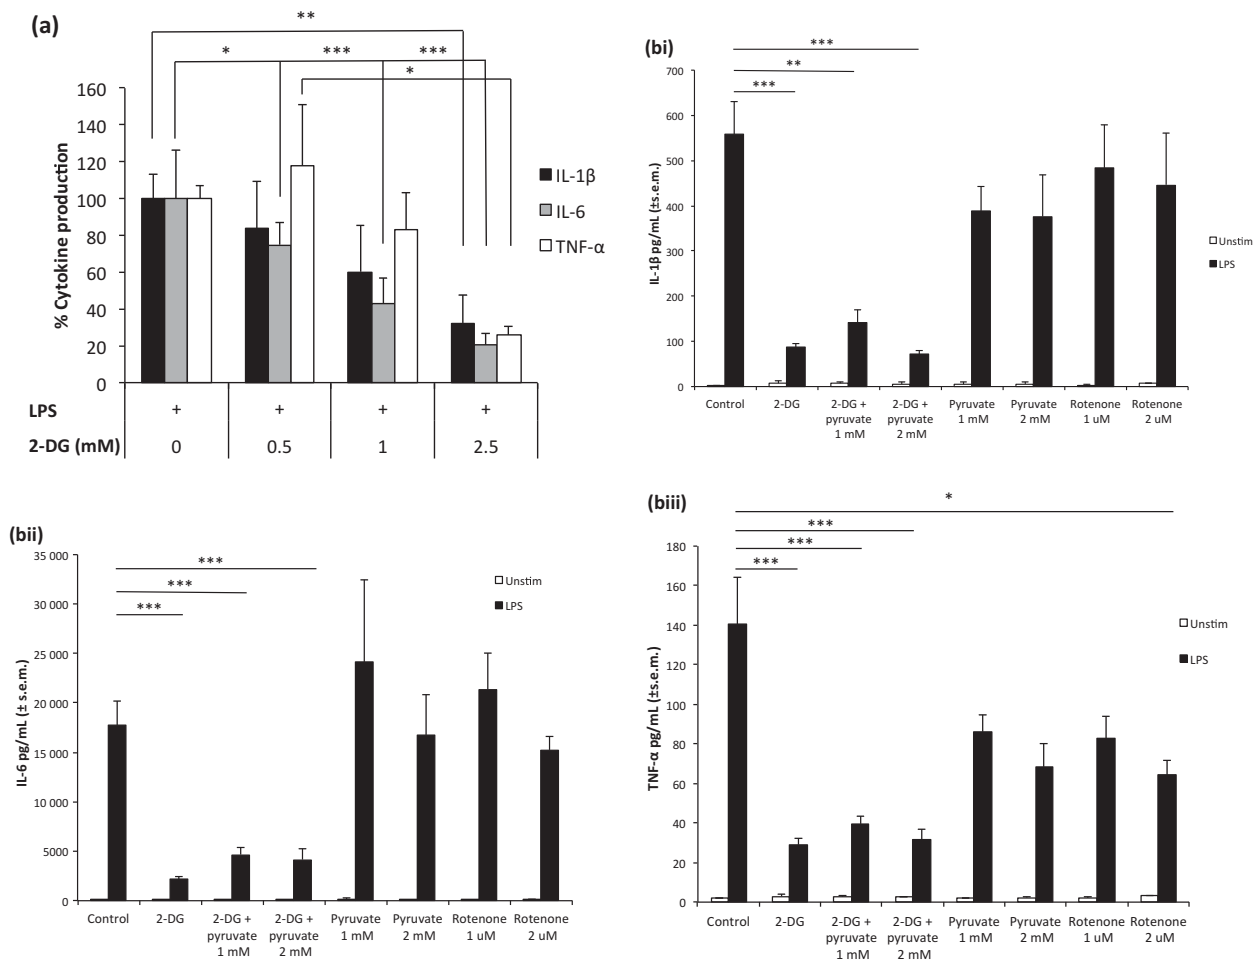 (a)
**
* *** ***
*
160
140
120
100
80
60
40
20
0
% Cytokine production
IL-1β
IL-6
TNF-α
LPS + + + +
2-DG (mM) 0 0.5 1 2.5
(bi)
***
**
***
700
600
500
400
300
200
100
0
IL-1β pg/mL (±s.e.m.)
Unstim
LPS
Control 2-DG 2-DG + 2-DG + Pyruvate Pyruvate Rotenone Rotenone
pyruvate pyruvate 1 mM 2 mM 1 uM 2 uM
1 mM 2 mM
(bii)
***
***
***
35 000
30 000
25 000
20 000
15 000
10 000
5000
0
IL-6 pg/mL (± s.e.m.)
Unstim
LPS
Control 2-DG 2-DG + 2-DG + Pyruvate Pyruvate Rotenone Rotenone
pyruvate pyruvate 1 mM 2 mM 1 uM 2 uM
1 mM 2 mM
(biii)
*
***
***
***
180
160
140
120
100
80
60
40
20
0
TNF-α pg/mL (±s.e.m.)
Unstim
LPS
Control 2-DG 2-DG + 2-DG + Pyruvate Pyruvate Rotenone Rotenone
pyruvate pyruvate 1 mM 2 mM 1 uM 2 uM
1 mM 2 mM